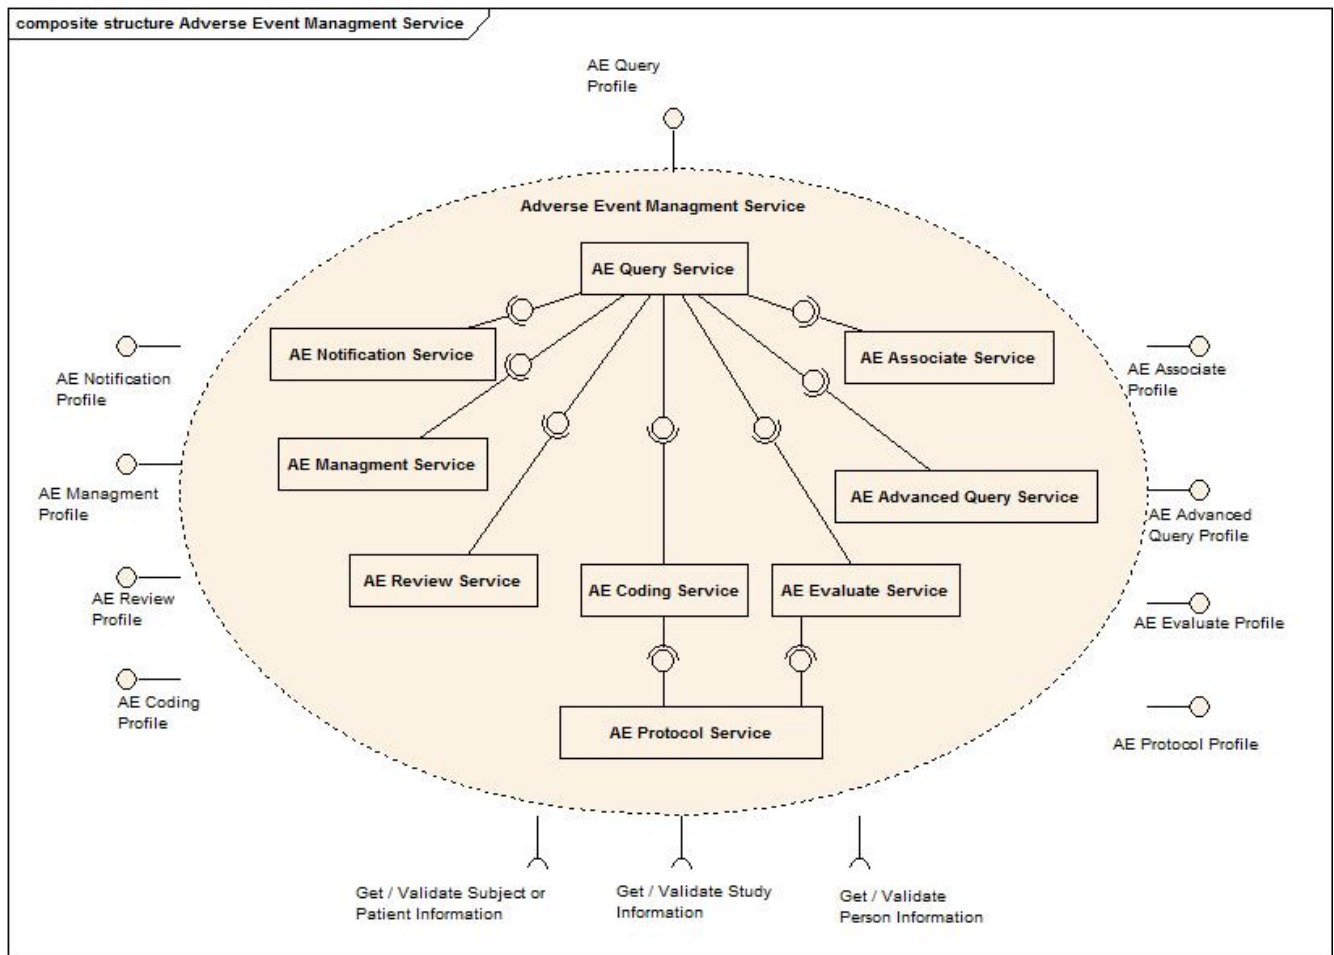 composite structure Adverse Event Managment Service
AE Query
Profile
Adverse Event Managment Service
AE Query Service
AE Notification Service
AE Associate Service
AE Notification
Profile
AE Associate
Profile
AE Managment Service
AE Advanced Query Service
AE Managment
Profile
AE Advanced
Query Profile
AE Review Service
AE Coding Service
AE Evaluate Service
AE Review
Profile
AE Evaluate Profile
AE Coding
Profile
AE Protocol Service
AE Protocol Profile
Get / Validate Subject or
Patient Information
Get / Validate Study
Information
Get / Validate
Person Information